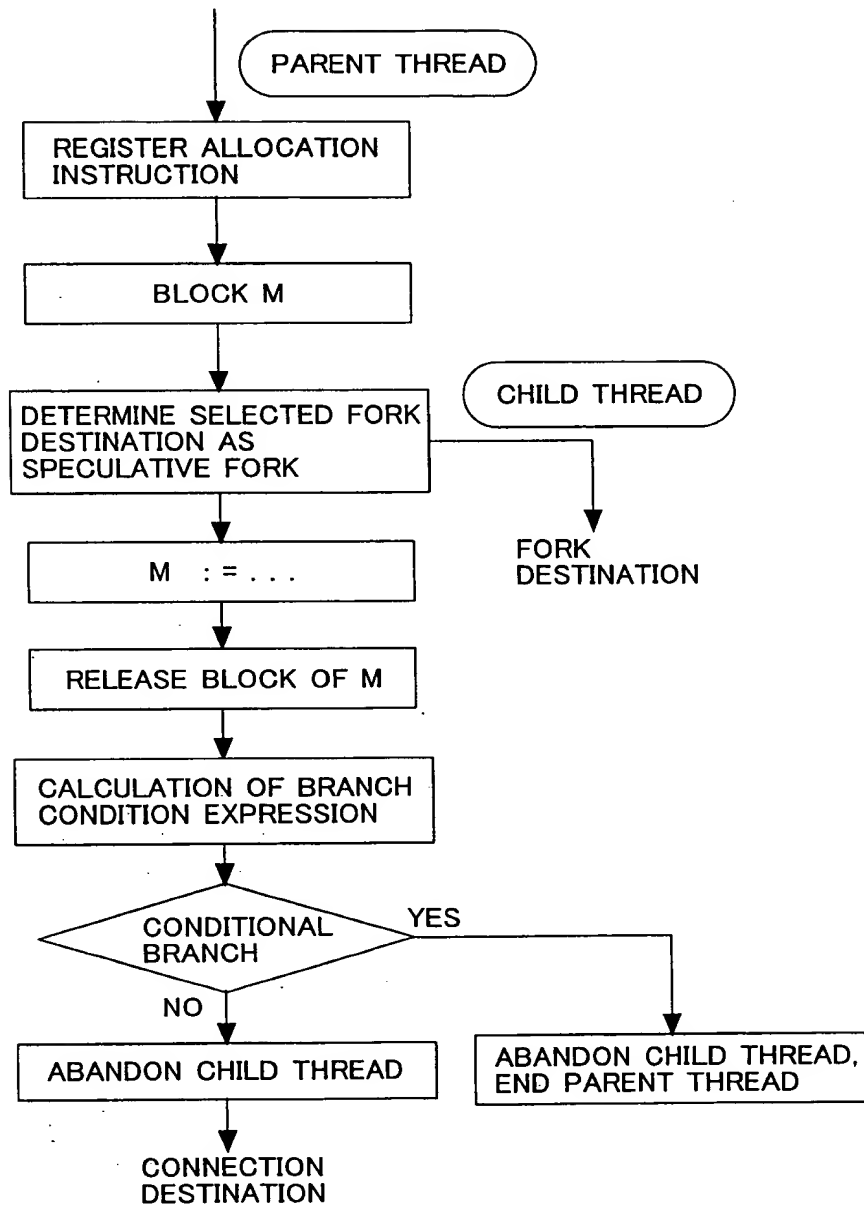 PARENT THREAD
REGISTER ALLOCATION
INSTRUCTION
BLOCK M
CHILD THREAD
DETERMINE SELECTED FORK
DESTINATION AS
SPECULATIVE FORK
FORK
DESTINATION
M := . . .
RELEASE BLOCK OF M
CALCULATION OF BRANCH
CONDITION EXPRESSION
CONDITIONAL
BRANCH
YES
NO
ABANDON CHILD THREAD
ABANDON CHILD THREAD,
END PARENT THREAD
CONNECTION
DESTINATION